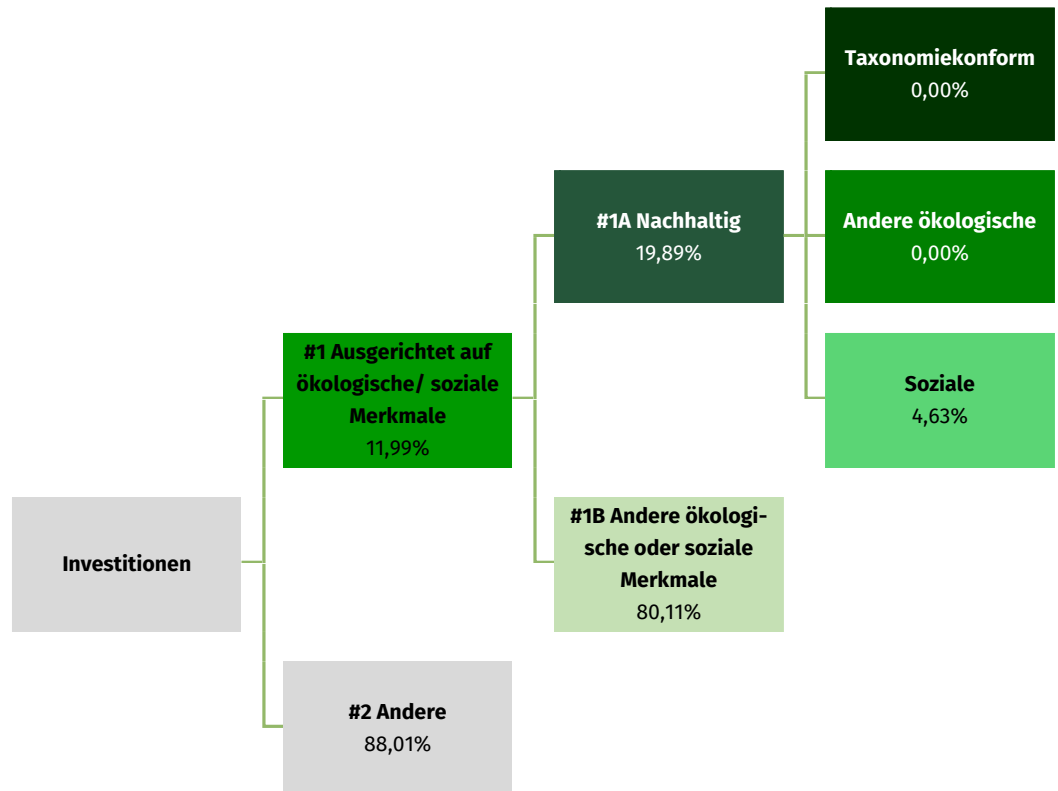 Taxonomiekonform
0,00%
#1A Nachhaltig
19,89%
Andere ökologische
0,00%
#1 Ausgerichtet auf
ökologische/ soziale
Merkmale
11,99%
Soziale
4,63%
Investitionen
#1B Andere ökologi-
sche oder soziale
Merkmale
80,11%
#2 Andere
88,01%